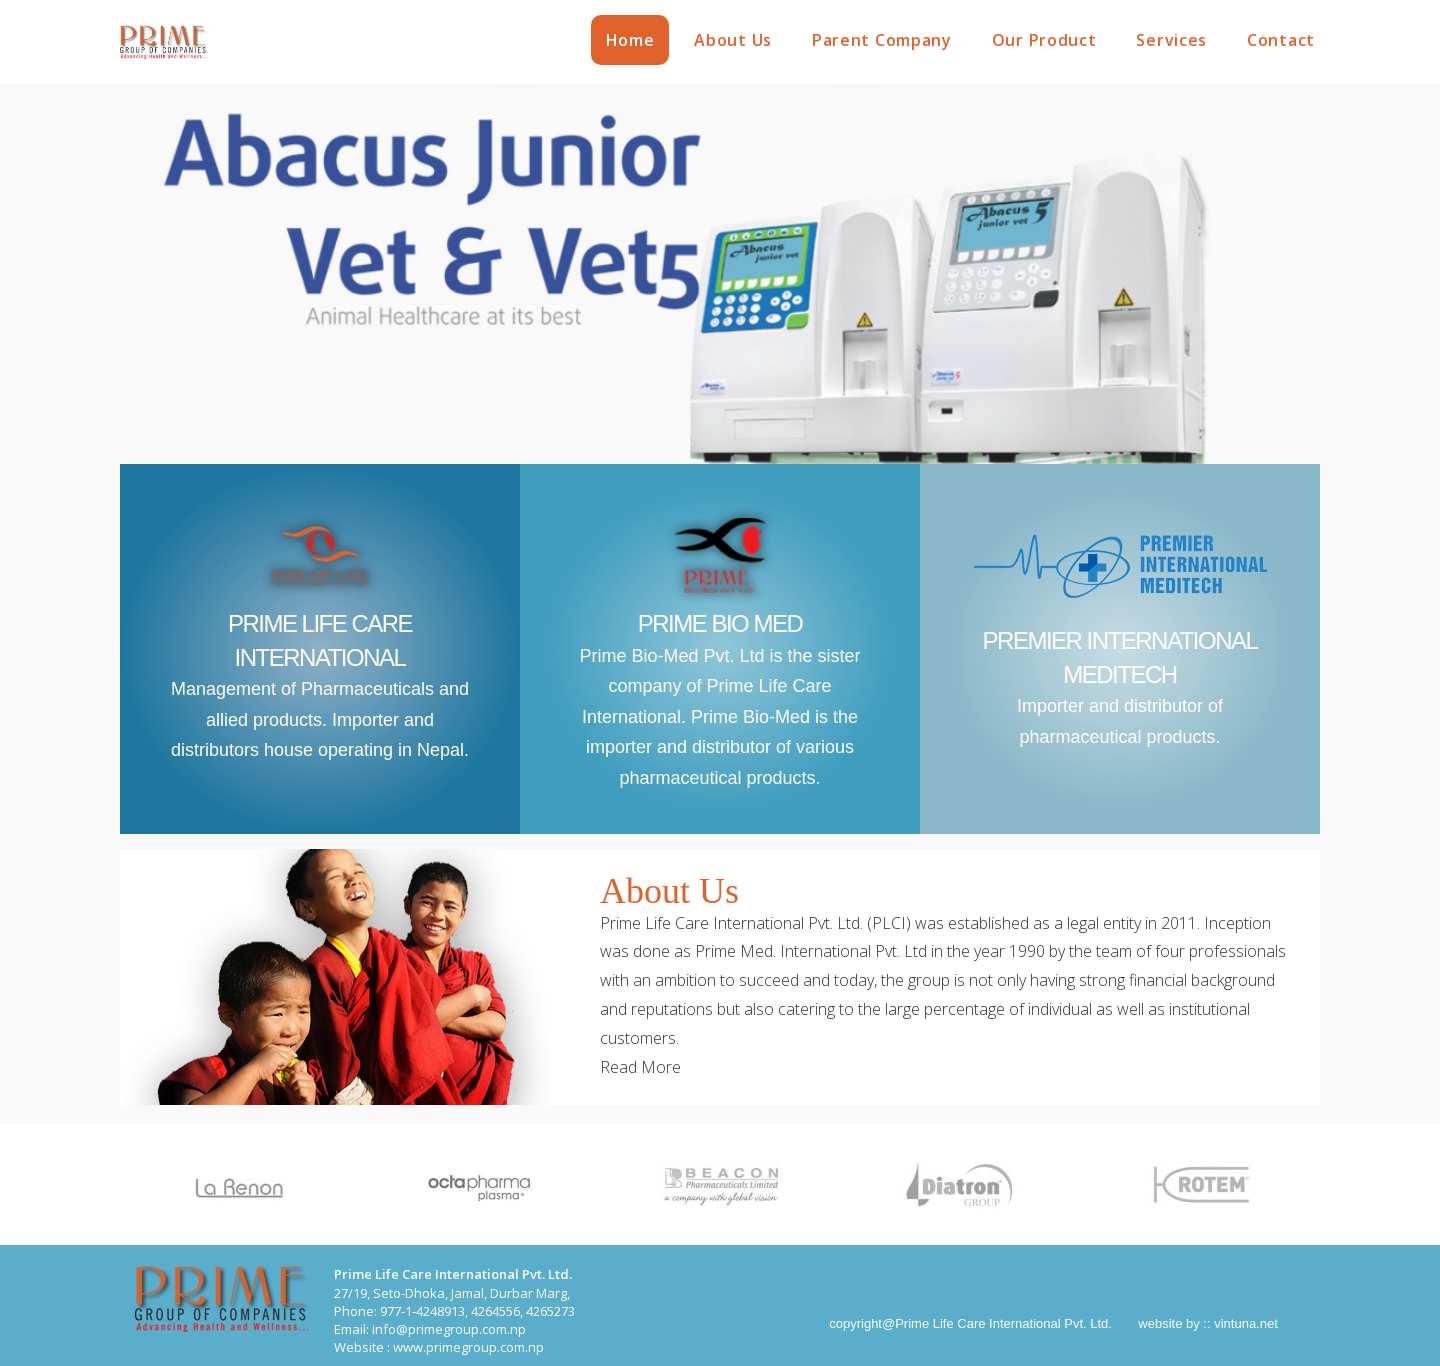 PRIME
GROUP OF COMPANIES
Advancing Health and Wellness...
Home
About Us
Parent Company
Our Product
Services
Contact
Abacus Junior
Vet & Vet5
Animal Healthcare at its best
Abacus
junior vet
Abacus 5
junior vet
PRIME LIFE CARE
INTERNATIONAL
Management of Pharmaceuticals and
allied products. Importer and
distributors house operating in Nepal.
PRIME
BIO-MED PVT. LTD
PRIME BIO MED
Prime Bio-Med Pvt. Ltd is the sister
company of Prime Life Care
International. Prime Bio-Med is the
importer and distributor of various
pharmaceutical products.
PREMIER
INTERNATIONAL
MEDITECH
PREMIER INTERNATIONAL
MEDITECH
Importer and distributor of
pharmaceutical products.
About Us
Prime Life Care International Pvt. Ltd. (PLCI) was established as a legal entity in 2011. Inception
was done as Prime Med. International Pvt. Ltd in the year 1990 by the team of four professionals
with an ambition to succeed and today, the group is not only having strong financial background
and reputations but also catering to the large percentage of individual as well as institutional
customers.
Read More
La Renon
octapharma
plasma
BEACON
Pharmaceuticals Limited
a company with global vision
Diatron
GROUP
ROTEM
PRIME
GROUP OF COMPANIES
Advancing Health and Wellness...
Prime Life Care International Pvt. Ltd.
27/19, Seto-Dhoka, Jamal, Durbar Marg,
Phone: 977-1-4248913, 4264556, 4265273
Email: info@primegroup.com.np
Website : www.primegroup.com.np
copyright@Prime Life Care International Pvt. Ltd.
website by :: vintuna.net